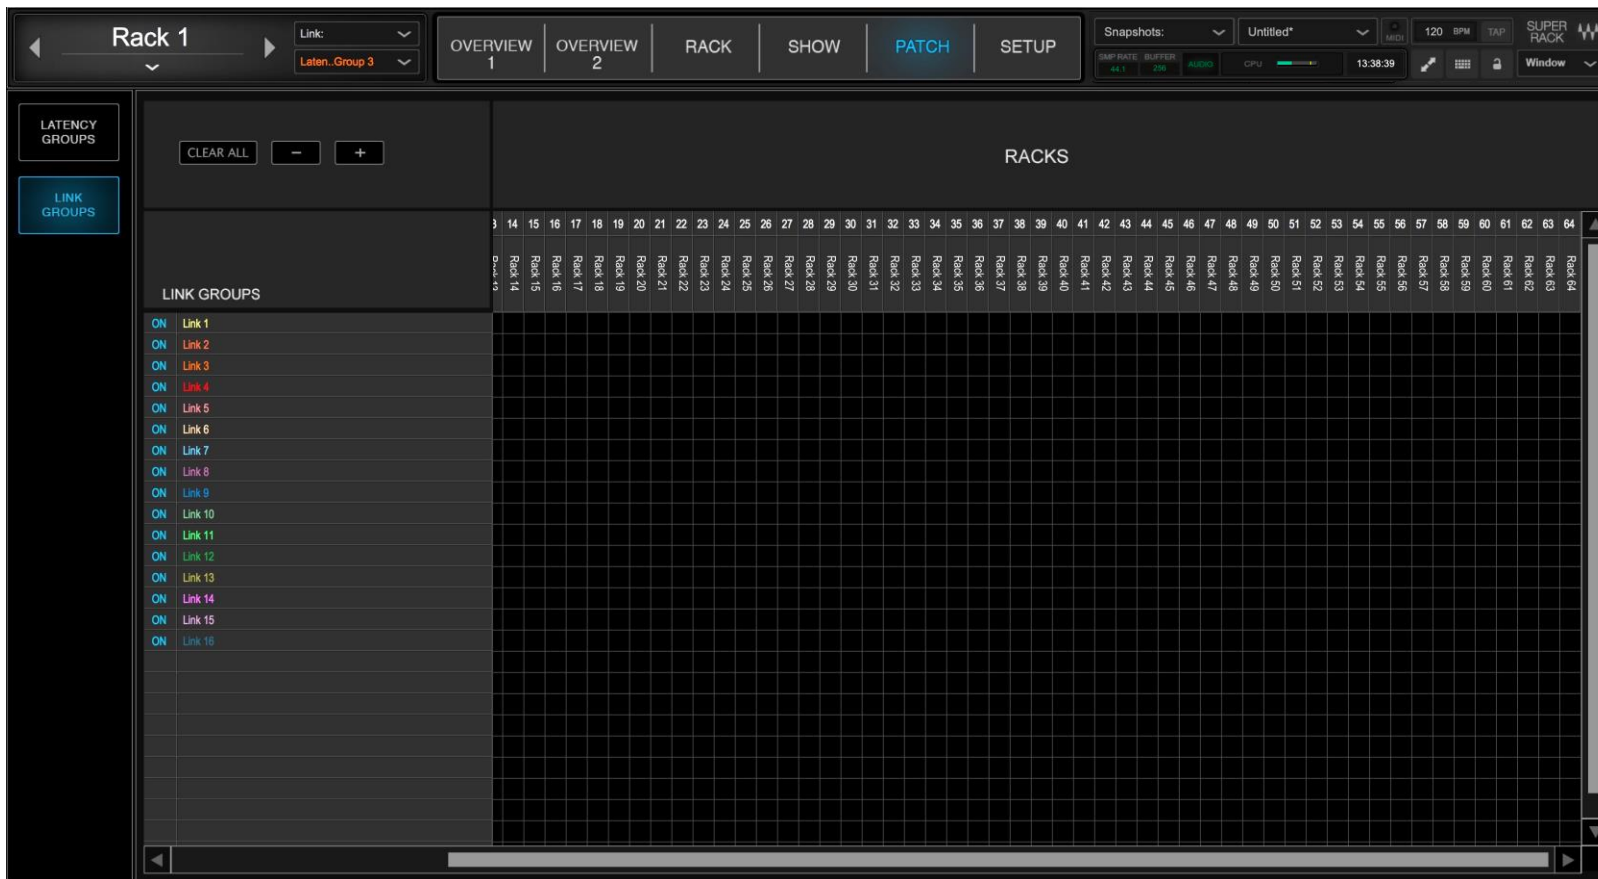 Rack 1
Link:
Laten..Group 3
OVERVIEW 1
OVERVIEW 2
RACK
SHOW
PATCH
SETUP
Snapshots:
Untitled*
MIDI
120 BPM
TAP
SUPER RACK
SMP RATE
44.1
BUFFER
256
AUDIO
CPU
13:38:39
Window
LATENCY GROUPS
LINK GROUPS
CLEAR ALL
RACKS
LINK GROUPS
3 14 15 16 17 18 19 20 21 22 23 24 25 26 27 28 29 30 31 32 33 34 35 36 37 38 39 40 41 42 43 44 45 46 47 48 49 50 51 52 53 54 55 56 57 58 59 60 61 62 63 64
Rack 13
Rack 14
Rack 15
Rack 16
Rack 17
Rack 18
Rack 19
Rack 20
Rack 21
Rack 22
Rack 23
Rack 24
Rack 25
Rack 26
Rack 27
Rack 28
Rack 29
Rack 30
Rack 31
Rack 32
Rack 33
Rack 34
Rack 35
Rack 36
Rack 37
Rack 38
Rack 39
Rack 40
Rack 41
Rack 42
Rack 43
Rack 44
Rack 45
Rack 46
Rack 47
Rack 48
Rack 49
Rack 50
Rack 51
Rack 52
Rack 53
Rack 54
Rack 55
Rack 56
Rack 57
Rack 58
Rack 59
Rack 60
Rack 61
Rack 62
Rack 63
Rack 64
ON Link 1
ON Link 2
ON Link 3
ON Link 4
ON Link 5
ON Link 6
ON Link 7
ON Link 8
ON Link 9
ON Link 10
ON Link 11
ON Link 12
ON Link 13
ON Link 14
ON Link 15
ON Link 16